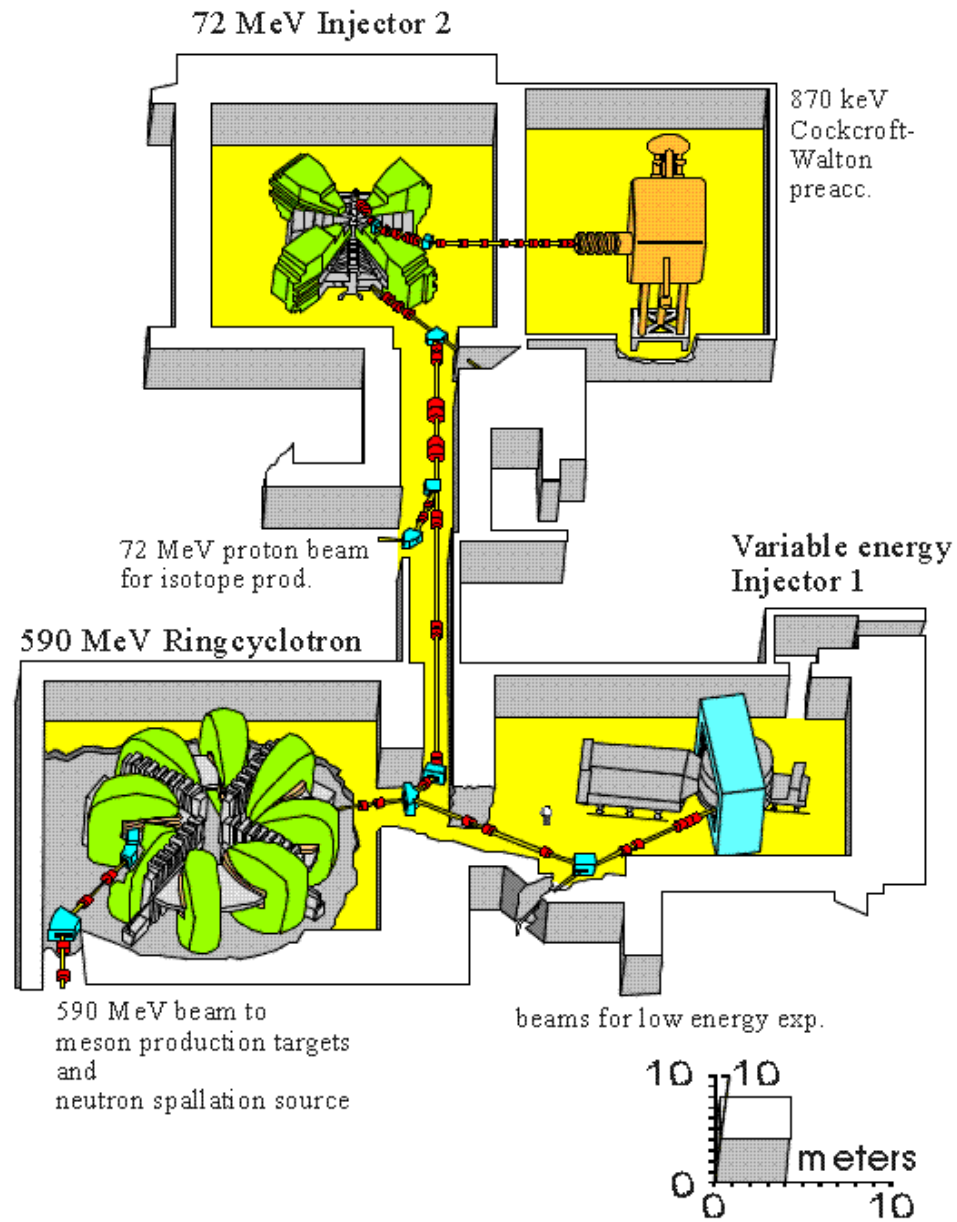 72 MeV Injector 2
870 keV
Cockcroft-
Walton
preacc.
72 MeV proton beam
for isotope prod.
Variable energy
Injector 1
590 MeV Ringcyclotron
590 MeV beam to
meson production targets
and
neutron spallation source
beams for low energy exp.
10 10
meters
0
0 10